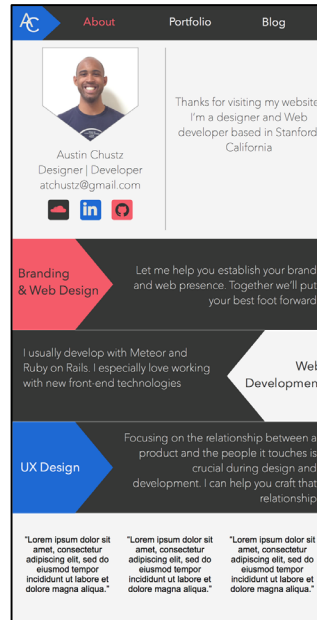 AC
About Portfolio Blog
Thanks for visiting my website
I'm a designer and Web
developer based in Stanford
California
Austin Chustz
Designer | Developer
atchustz@gmail.com
in
Branding
& Web Design
Let me help you establish your brand
and web presence. Together we'll put
your best foot forward
I usually develop with Meteor and
Ruby on Rails. I especially love working
with new front-end technologies
Web
Developmen
UX Design
Focusing on the relationship between a
product and the people it touches is
crucial during design and
development. I can help you craft that
relationship
"Lorem ipsum dolor sit
amet, consectetur
adipiscing elit, sed do
eiusmod tempor
incididunt ut labore et
dolore magna aliqua."
"Lorem ipsum dolor sit
amet, consectetur
adipiscing elit, sed do
eiusmod tempor
incididunt ut labore et
dolore magna aliqua."
"Lorem ipsum dolor sit
amet, consectetur
adipiscing elit, sed do
eiusmod tempor
incididunt ut labore et
dolore magna aliqua."